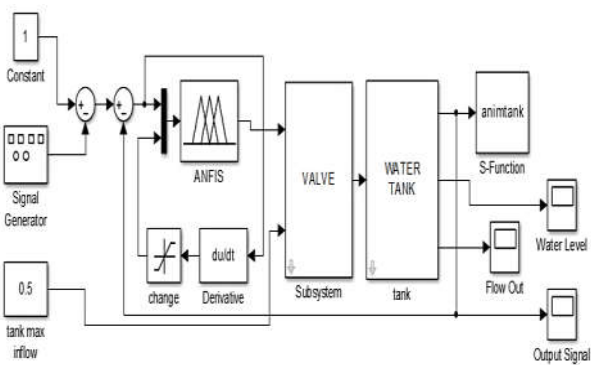 1
Constant
Signal
Generator
0.5
tank max
inflow
ANFIS
change
du/dt
Derivative
VALVE
Subsystem
WATER
TANK
tank
animtank
S-Function
Water Level
Flow Out
Output Signal